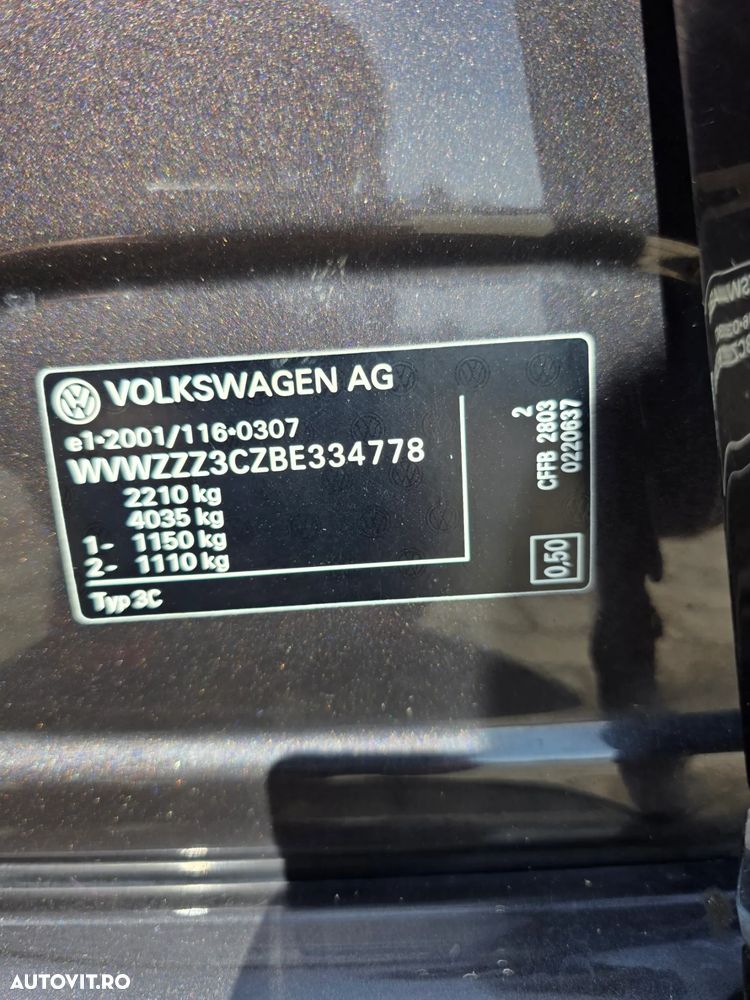 VOLKSWAGEN AG
e1*2001/116*0307
WVWZZZ3CZBE334778
2210 kg
4035 kg
1- 1150 kg
2- 1110 kg
Typ 3C
2
CFFB 2803
0220637
0,50
AUTOVIT.RO